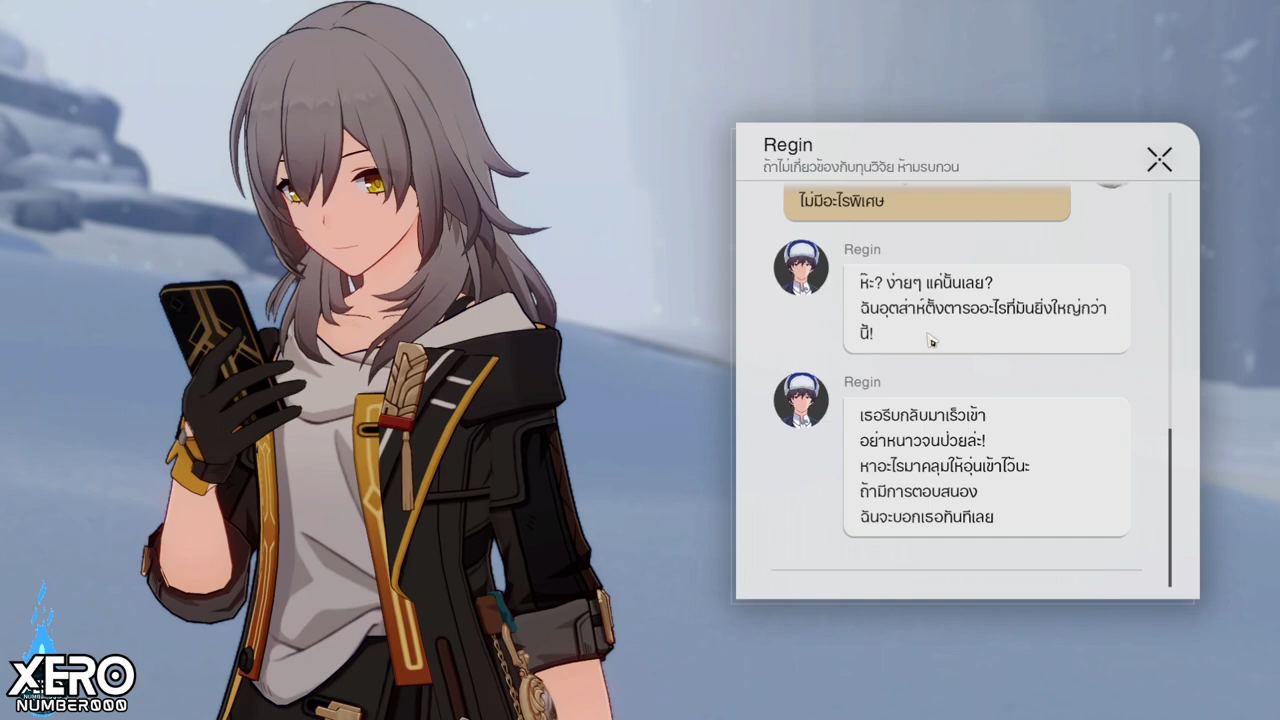 Regin
ถ้าไม่เกี่ยวข้องกับทุนวิจัย ห้ามรบกวน
ไม่มีอะไรพิเศษ
Regin
ห๊ะ? ง่ายๆ แค่นั้นเลย?
ฉันอุตส่าห์ตั้งตารออะไรที่มันยิ่งใหญ่กว่า
นี้!
Regin
เธอรีบกลับมาเร็วเข้า
อย่าหนาวจนป่วยล่ะ!
หาอะไรมาคลุมให้อุ่นเข้าไว้นะ
ถ้ามีการตอบสนอง
ฉันจะบอกเธอทันทีเลย
XERO
NUMBER000